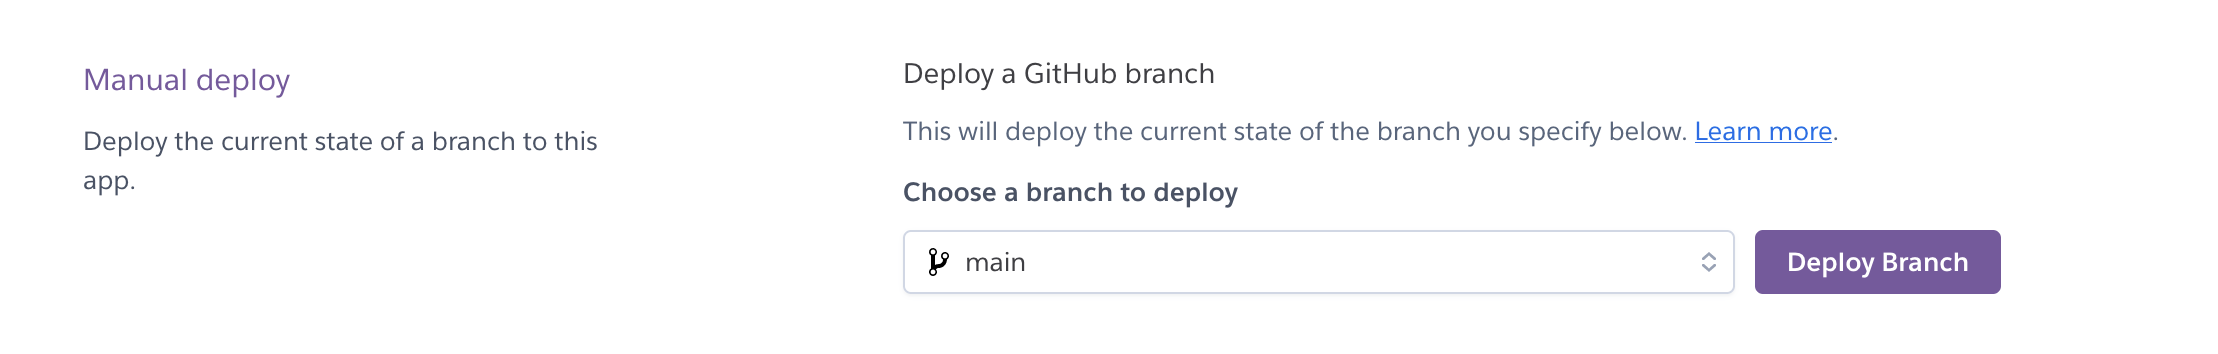 Manual deploy
Deploy the current state of a branch to this
app.
Deploy a GitHub branch
This will deploy the current state of the branch you specify below. Learn more.
Choose a branch to deploy
main
Deploy Branch